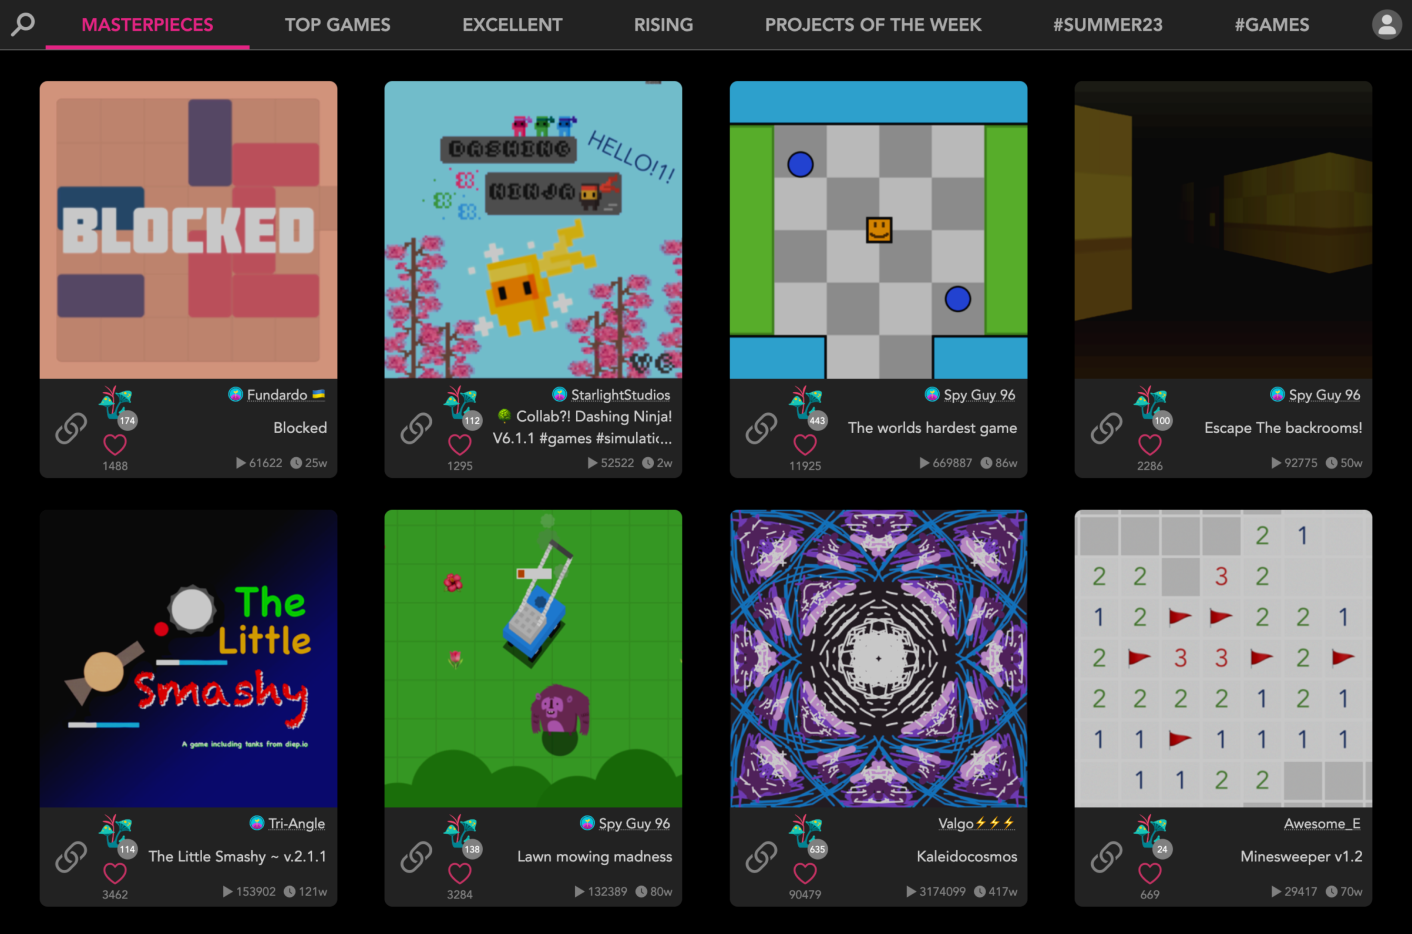 MASTERPIECES
TOP GAMES
EXCELLENT
RISING
PROJECTS OF THE WEEK
#SUMMER23
#GAMES
BLOCKED
174
1488
Fundardo
Blocked
61622 25w
DASHING
HELLO!1!
NINJA
112
1295
StarlightStudios
Collab?! Dashing Ninja!
V6.1.1 #games #simulatic...
52522 2w
443
11925
Spy Guy 96
The worlds hardest game
669887 86w
100
2286
Spy Guy 96
Escape The backrooms!
92775 50w
The
Little
Smashy
A game including tanks from diep.io
114
3462
Tri-Angle
The Little Smashy ~ v.2.1.1
153902 121w
138
3284
Spy Guy 96
Lawn mowing madness
132389 80w
635
90479
Valgo⚡⚡⚡
Kaleidocosmos
3174099 417w
2 1
2 2 3 2
1 2 2 2 1
2 3 3 2
2 2 2 2 1 2 1
1 1 1 1 1 1
1 1 2 2
24
669
Awesome_E
Minesweeper v1.2
29417 70w